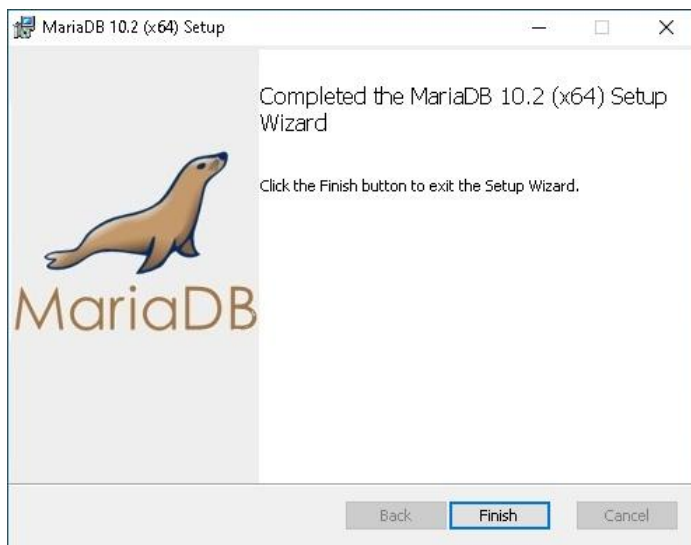 MariaDB 10.2 (x64) Setup
Completed the MariaDB 10.2 (x64) Setup
Wizard
Click the Finish button to exit the Setup Wizard.
MariaDB
Back
Finish
Cancel